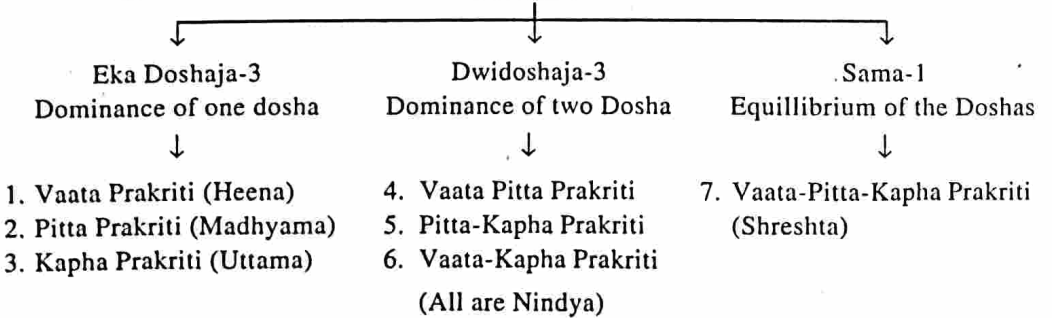 Eka Doshaja-3
Dominance of one dosha
1. Vaata Prakriti (Heena)
2. Pitta Prakriti (Madhyama)
3. Kapha Prakriti (Uttama)
Dwidoshaja-3
Dominance of two Dosha
4. Vaata Pitta Prakriti
5. Pitta-Kapha Prakriti
6. Vaata-Kapha Prakriti
(All are Nindya)
Sama-1
Equillibrium of the Doshas
7. Vaata-Pitta-Kapha Prakriti
(Shreshta)